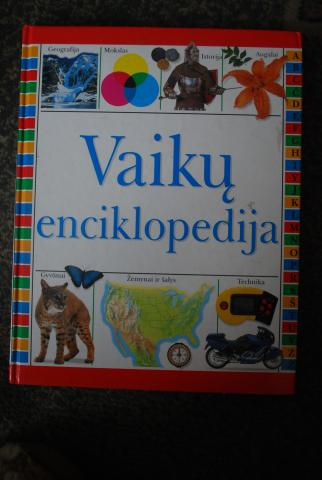 Geografija
Mokslas
Istorija
Augalai
Vaikų
enciklopedija
Gyvūnai
Žemynai ir šalys
Technika
A
B
C
D
E
F
G
H
I
Y
J
K
L
M
N
O
P
R
S
Š
T
U
V
Z
Ž